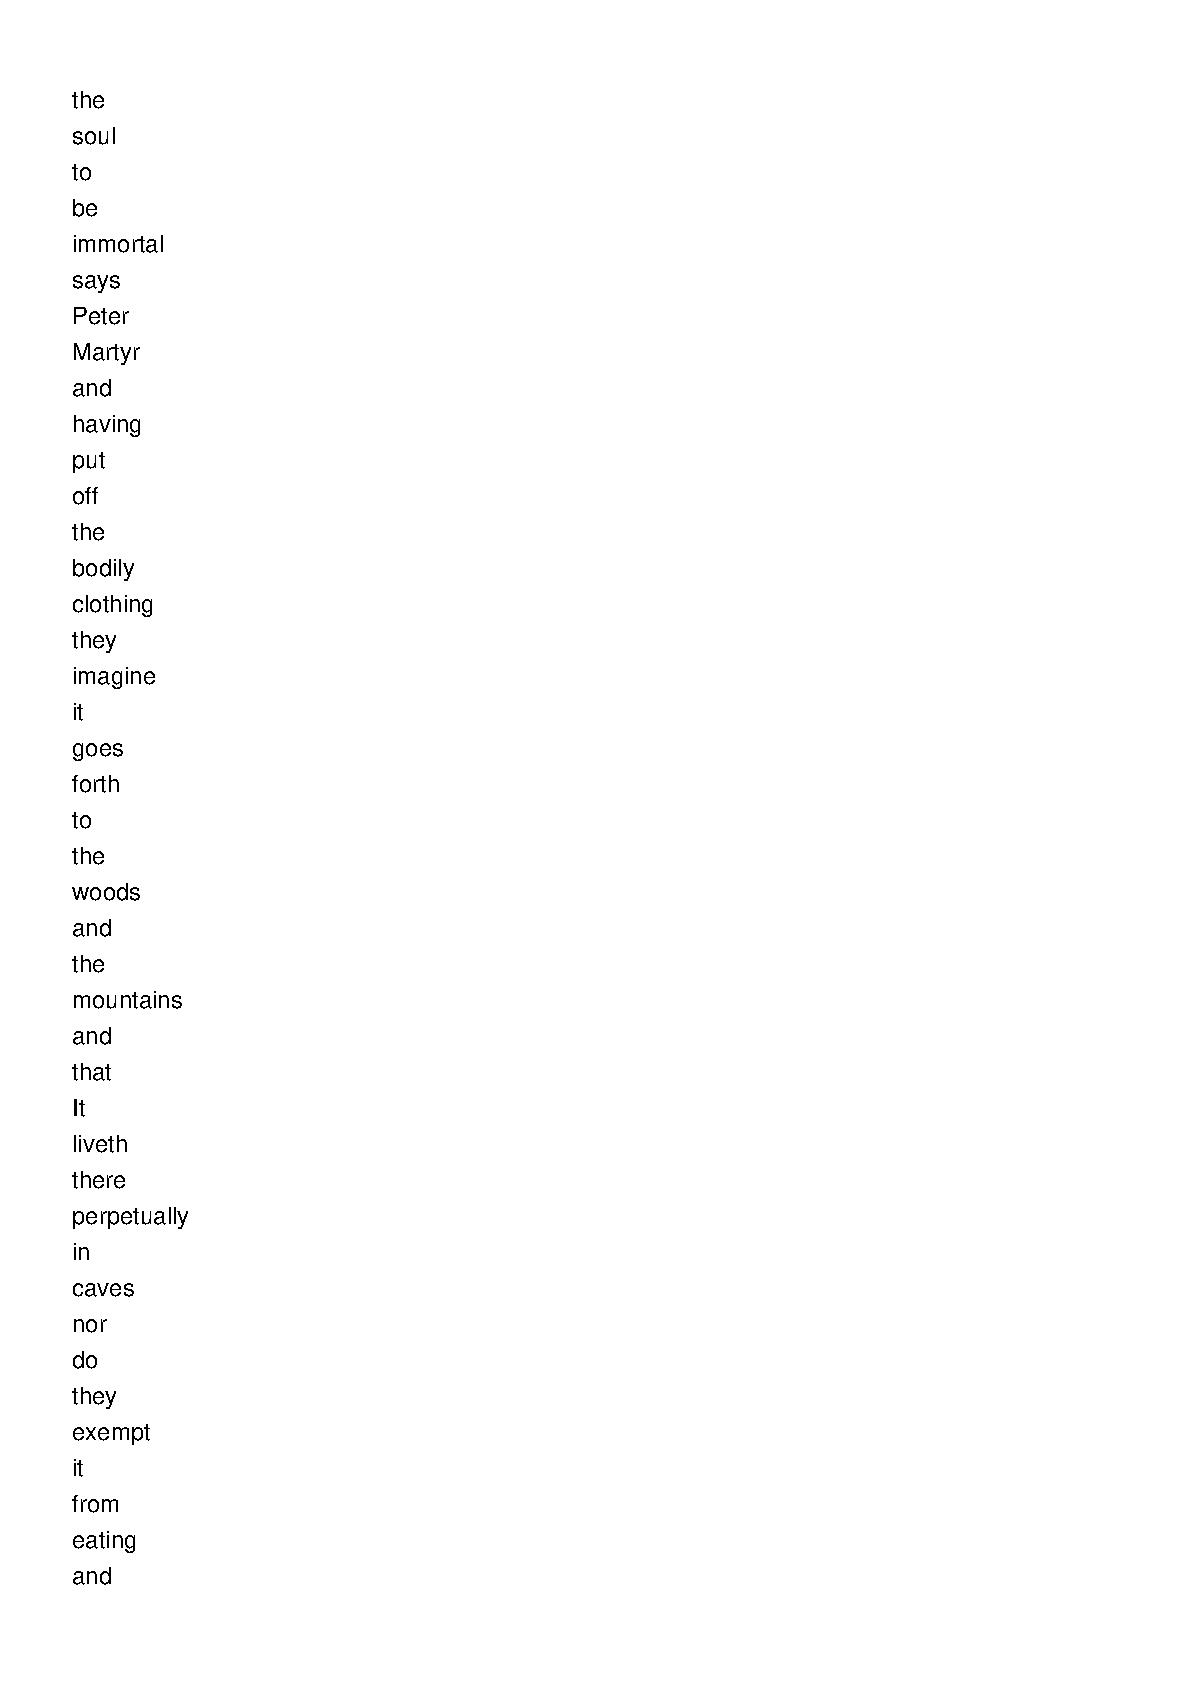 the
soul
to
be
immortal
says
Peter
Martyr
and
having
put
off
the
bodily
clothing
they
imagine
it
goes
forth
to
the
woods
and
the
mountains
and
that
It
liveth
there
perpetually
in
caves
nor
do
they
exempt
it
from
eating
and